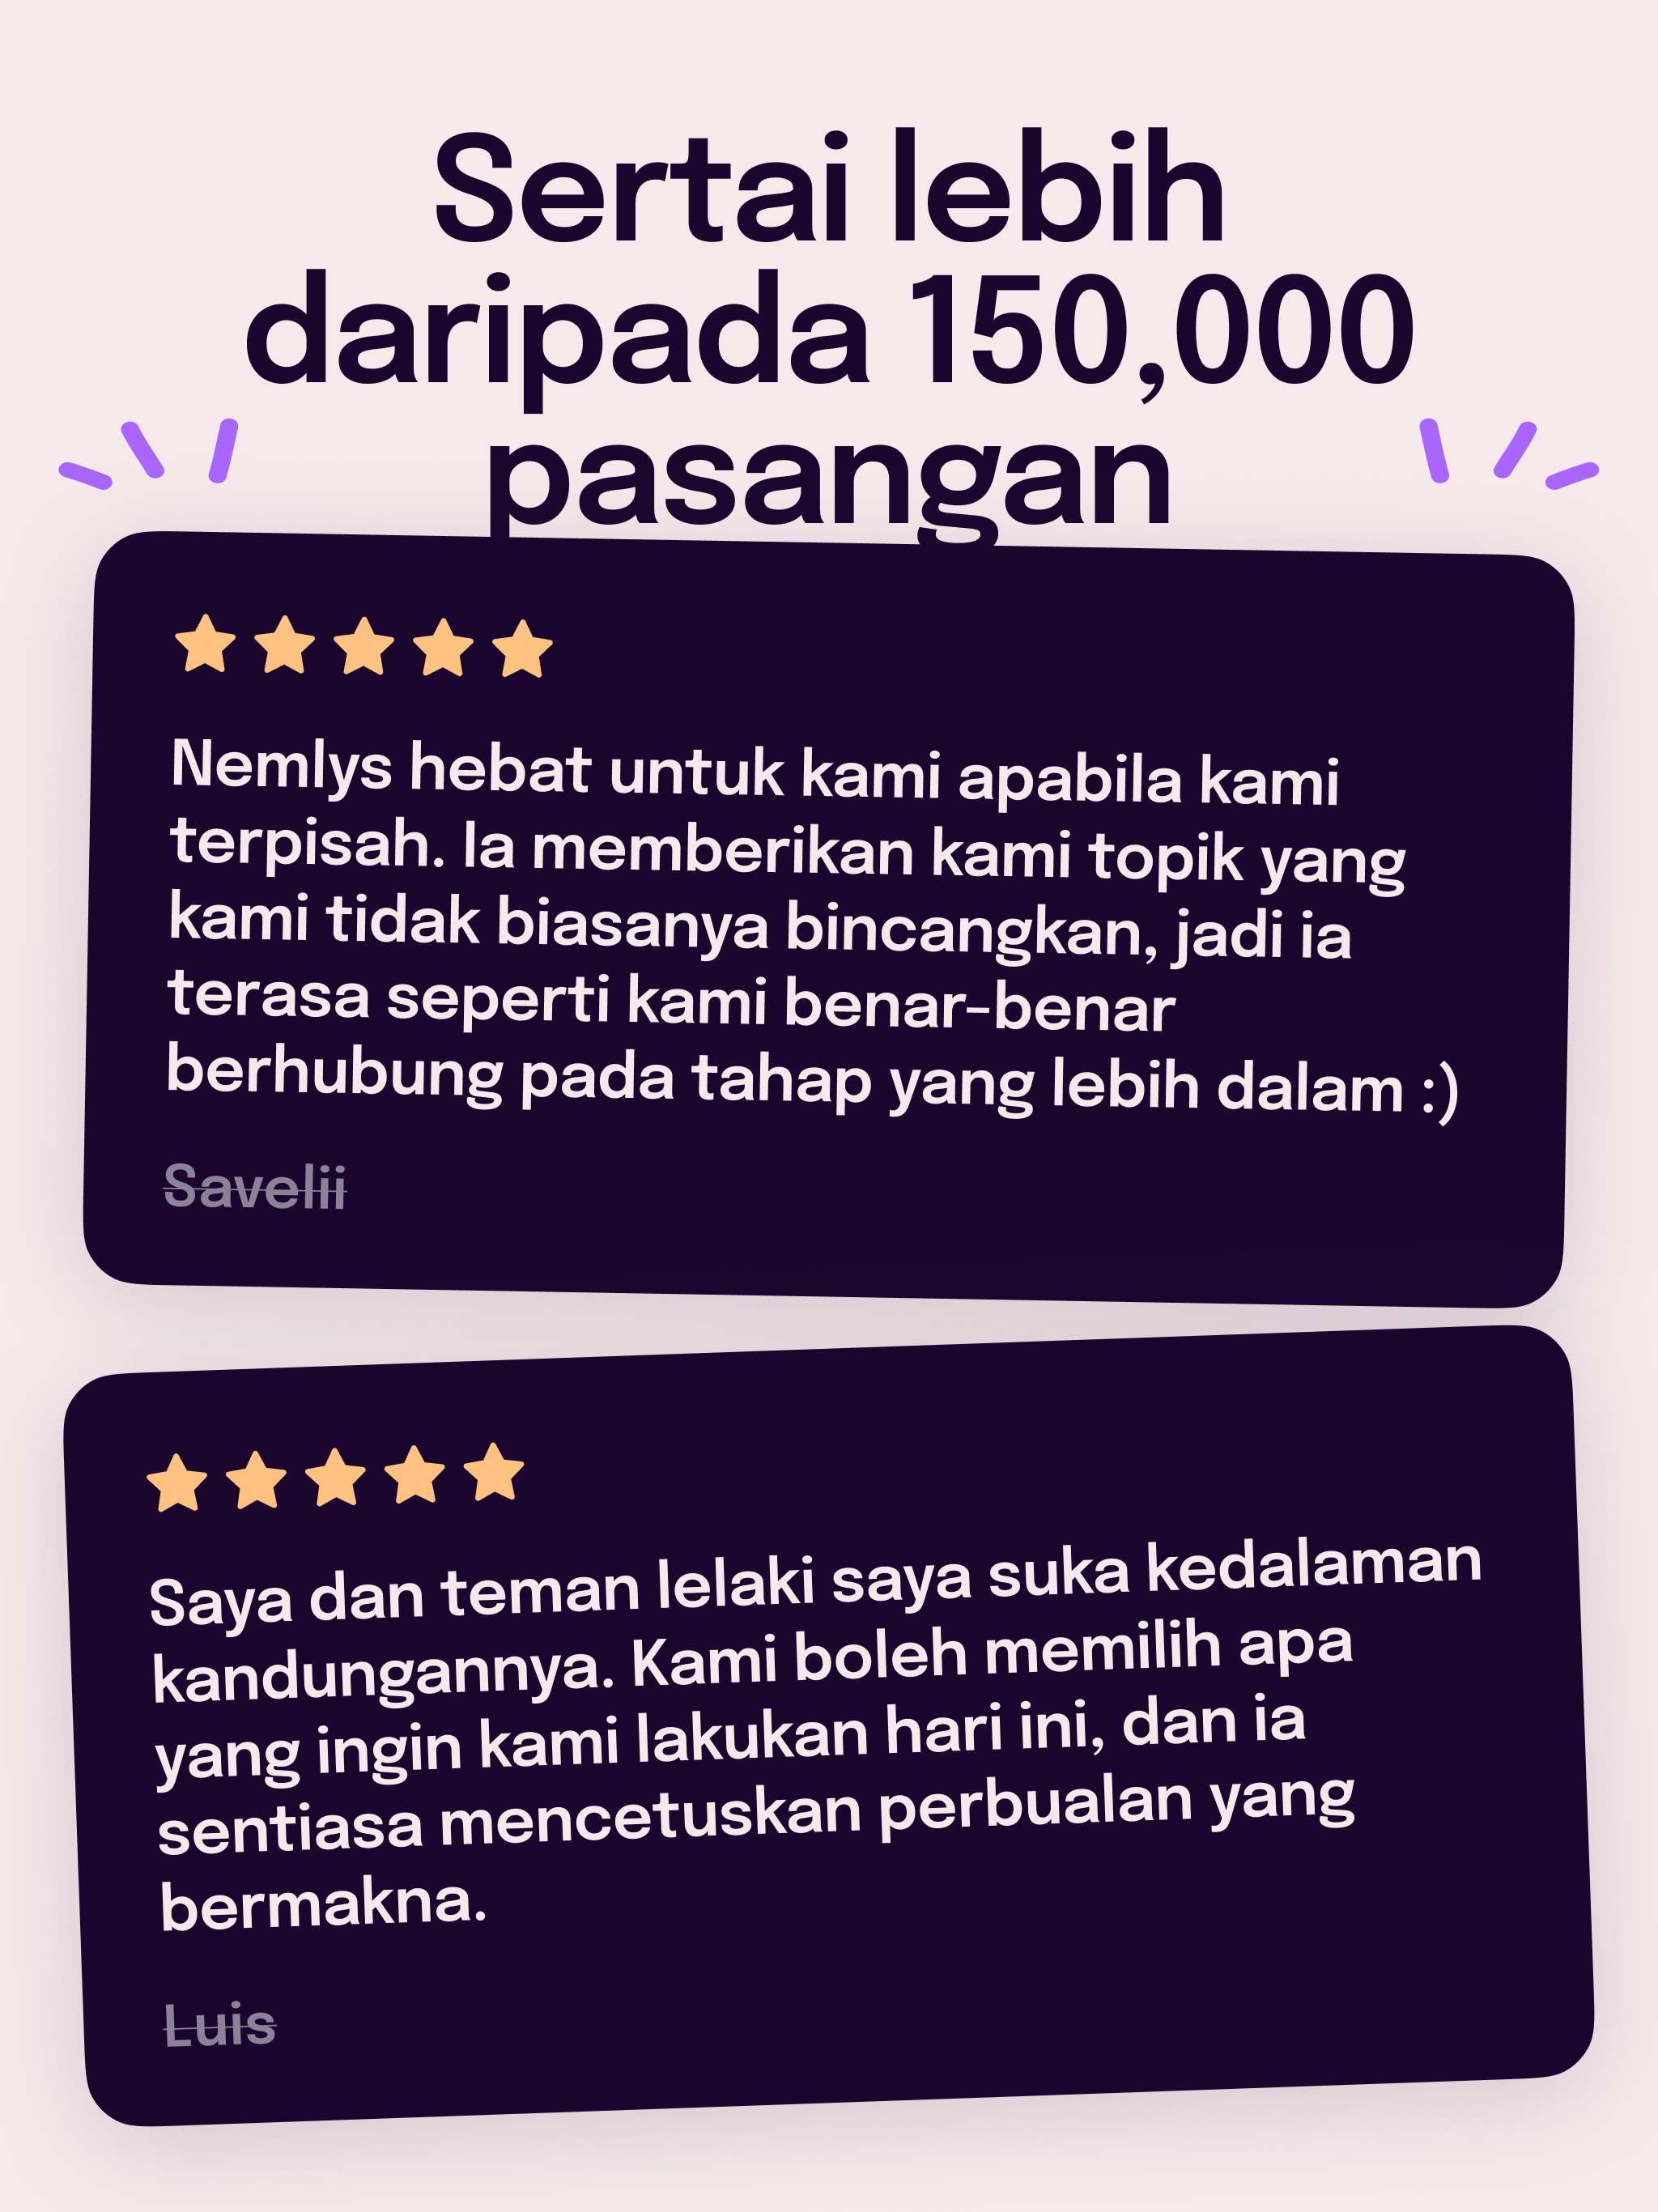 Sertai lebih
daripada 150,000
pasangan
Nemlys hebat untuk kami apabila kami
terpisah. Ia memberikan kami topik yang
kami tidak biasanya bincangkan, jadi ia
terasa seperti kami benar-benar
berhubung pada tahap yang lebih dalam :)
Savelii
Saya dan teman lelaki saya suka kedalaman
kandungannya. Kami boleh memilih apa
yang ingin kami lakukan hari ini, dan ia
sentiasa mencetuskan perbualan yang
bermakna.
Luis